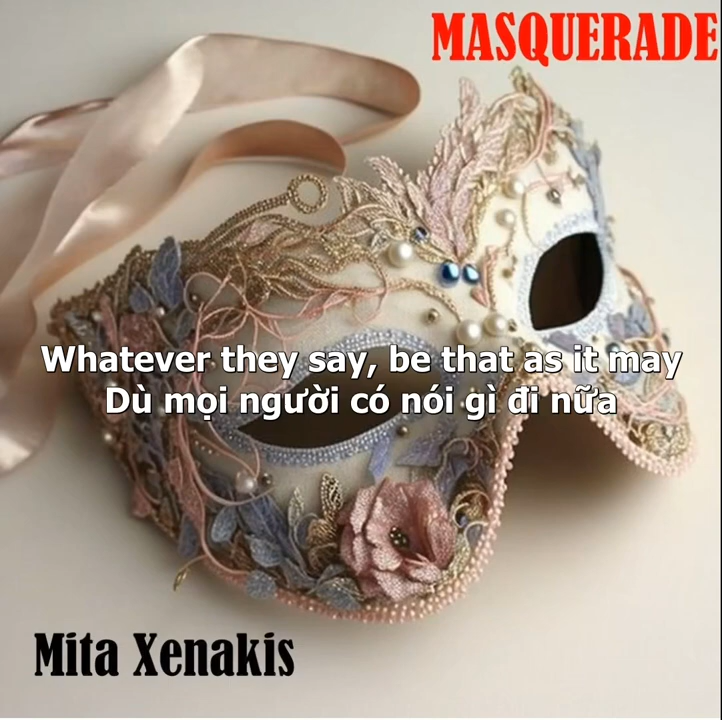 MASQUERADE
Whatever they say, be that as it may
Dù mọi người có nói gì đi nữa
Mita Xenakis